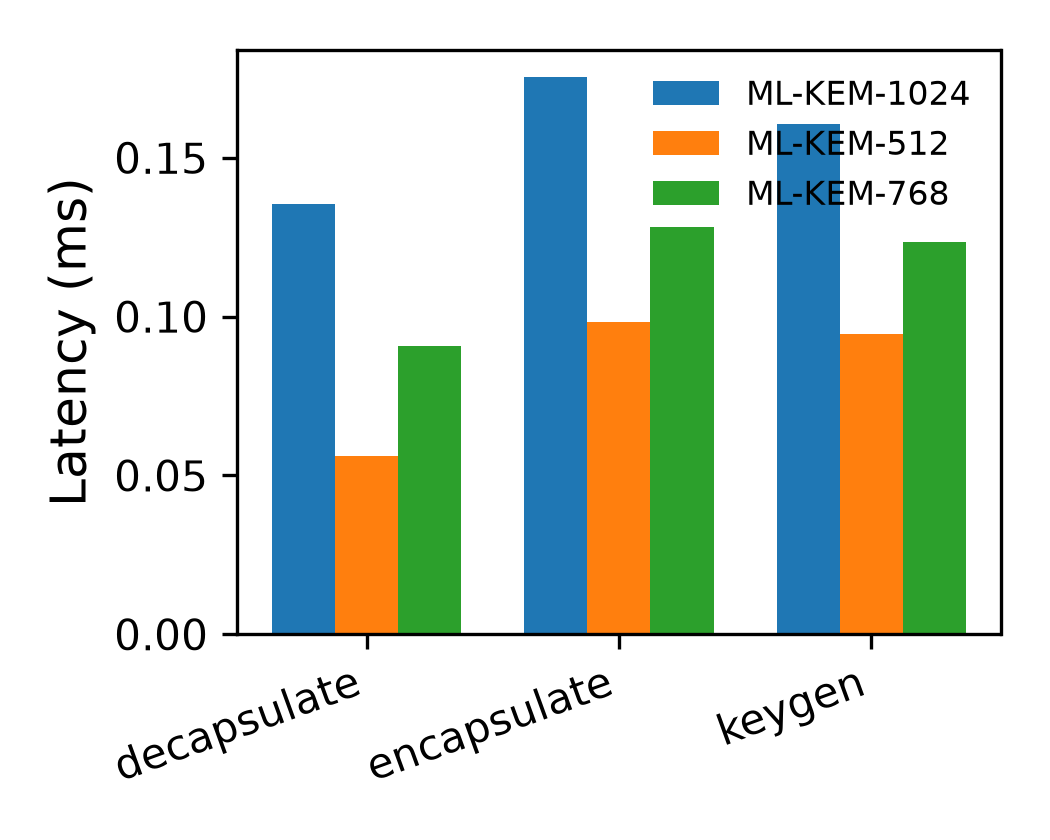 ML-KEM-1024
ML-KEM-512
ML-KEM-768
Latency (ms)
0.15
0.10
0.05
0.00
decapsulate
encapsulate
keygen